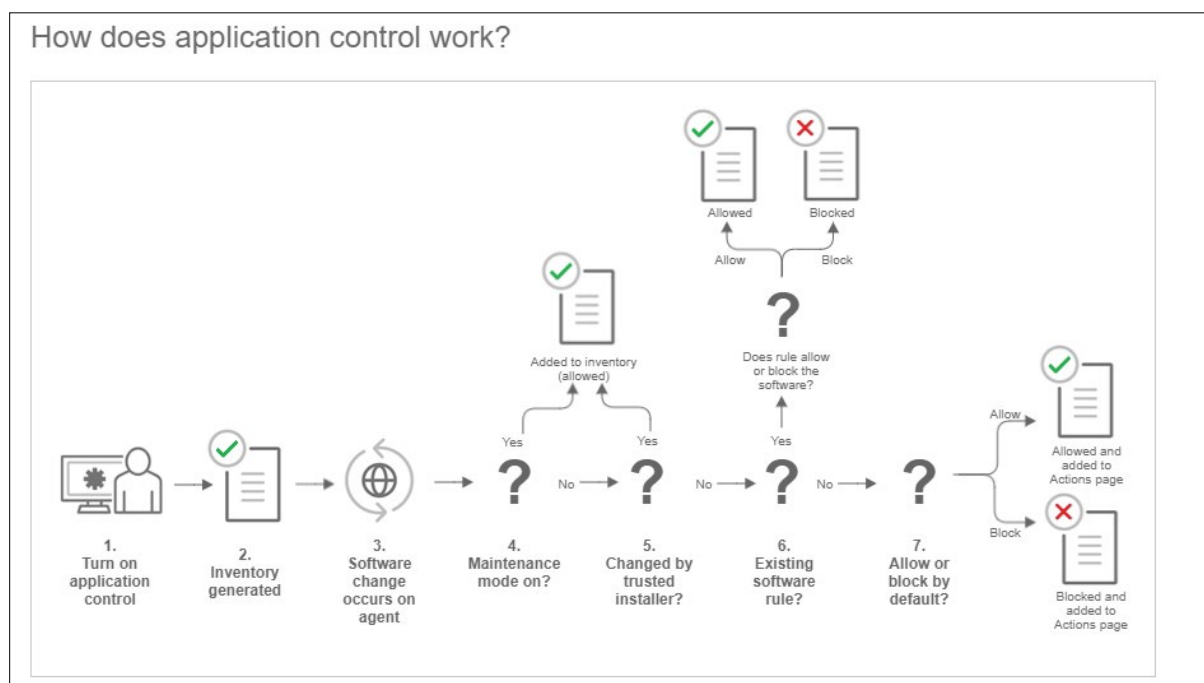 How does application control work?
Allowed
Blocked
Allow
Block
Added to inventory
(allowed)
Does rule allow
or block the
software?
Yes
Yes
Yes
No
No
No
Allow
Allowed and
added to
Actions page
Block
Blocked and
added to
Actions page
1.
Turn on
application
control
2.
Inventory
generated
3.
Software
change
occurs on
agent
4.
Maintenance
mode on?
5.
Changed by
trusted
installer?
6.
Existing
software
rule?
7.
Allow or
block by
default?